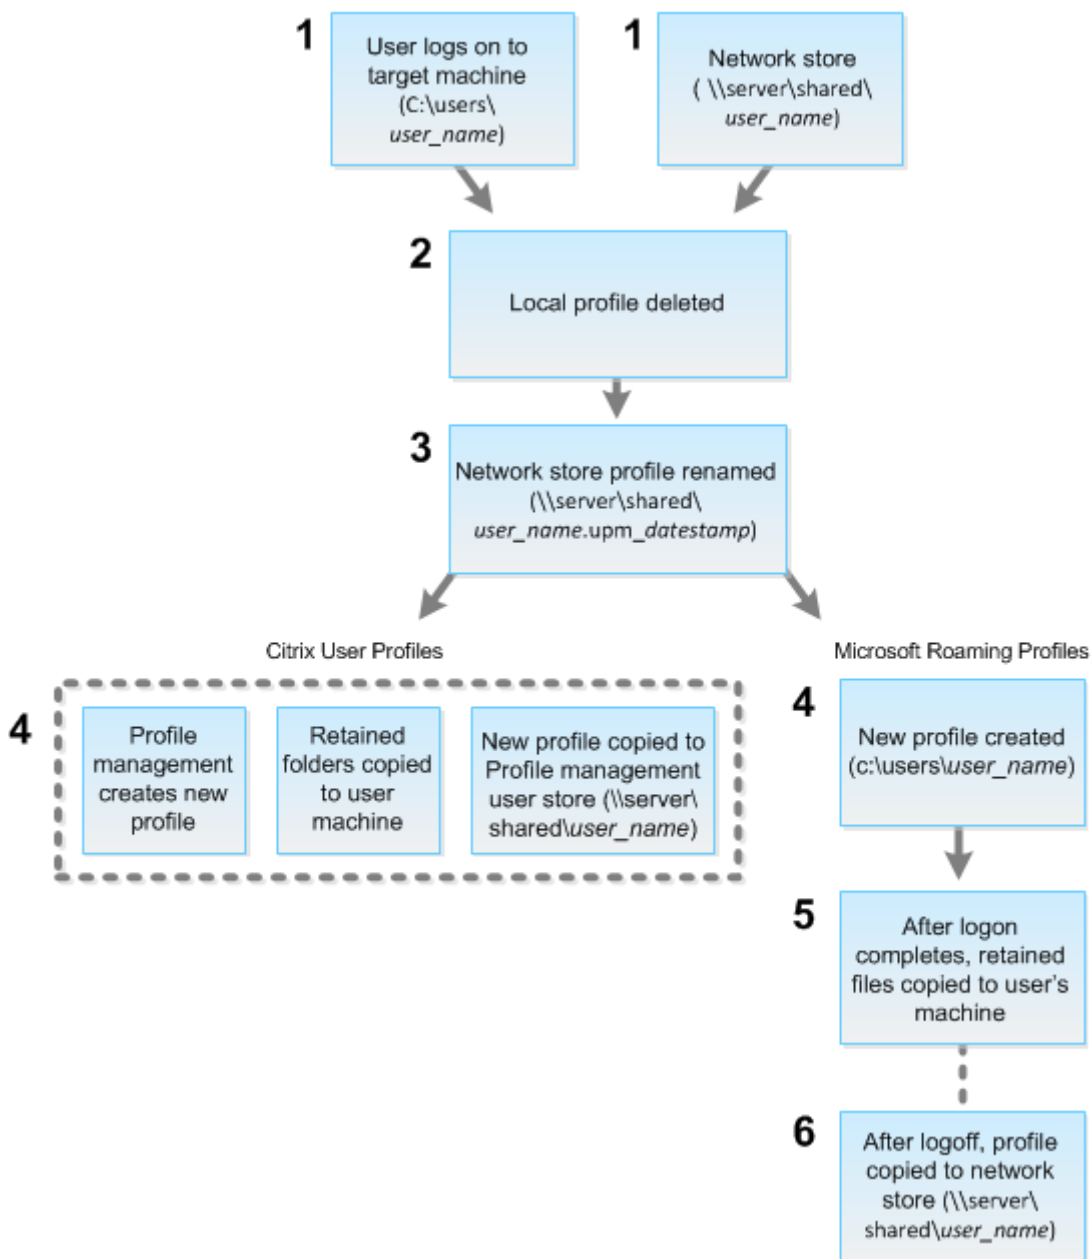 1
User logs on to
target machine
(C:\users\
user_name)
1
Network store
( \\server\shared\
user_name)
2
Local profile deleted
3
Network store profile renamed
(\\server\shared\
user_name.upm_datestamp)
Citrix User Profiles
4
Profile
management
creates new
profile
Retained
folders copied
to user
machine
New profile copied to
Profile management
user store (\\server\
shared\user_name)
Microsoft Roaming Profiles
4
New profile created
(c:\users\user_name)
5
After logon
completes, retained
files copied to user's
machine
6
After logoff, profile
copied to network
store (\\server\
shared\user_name)